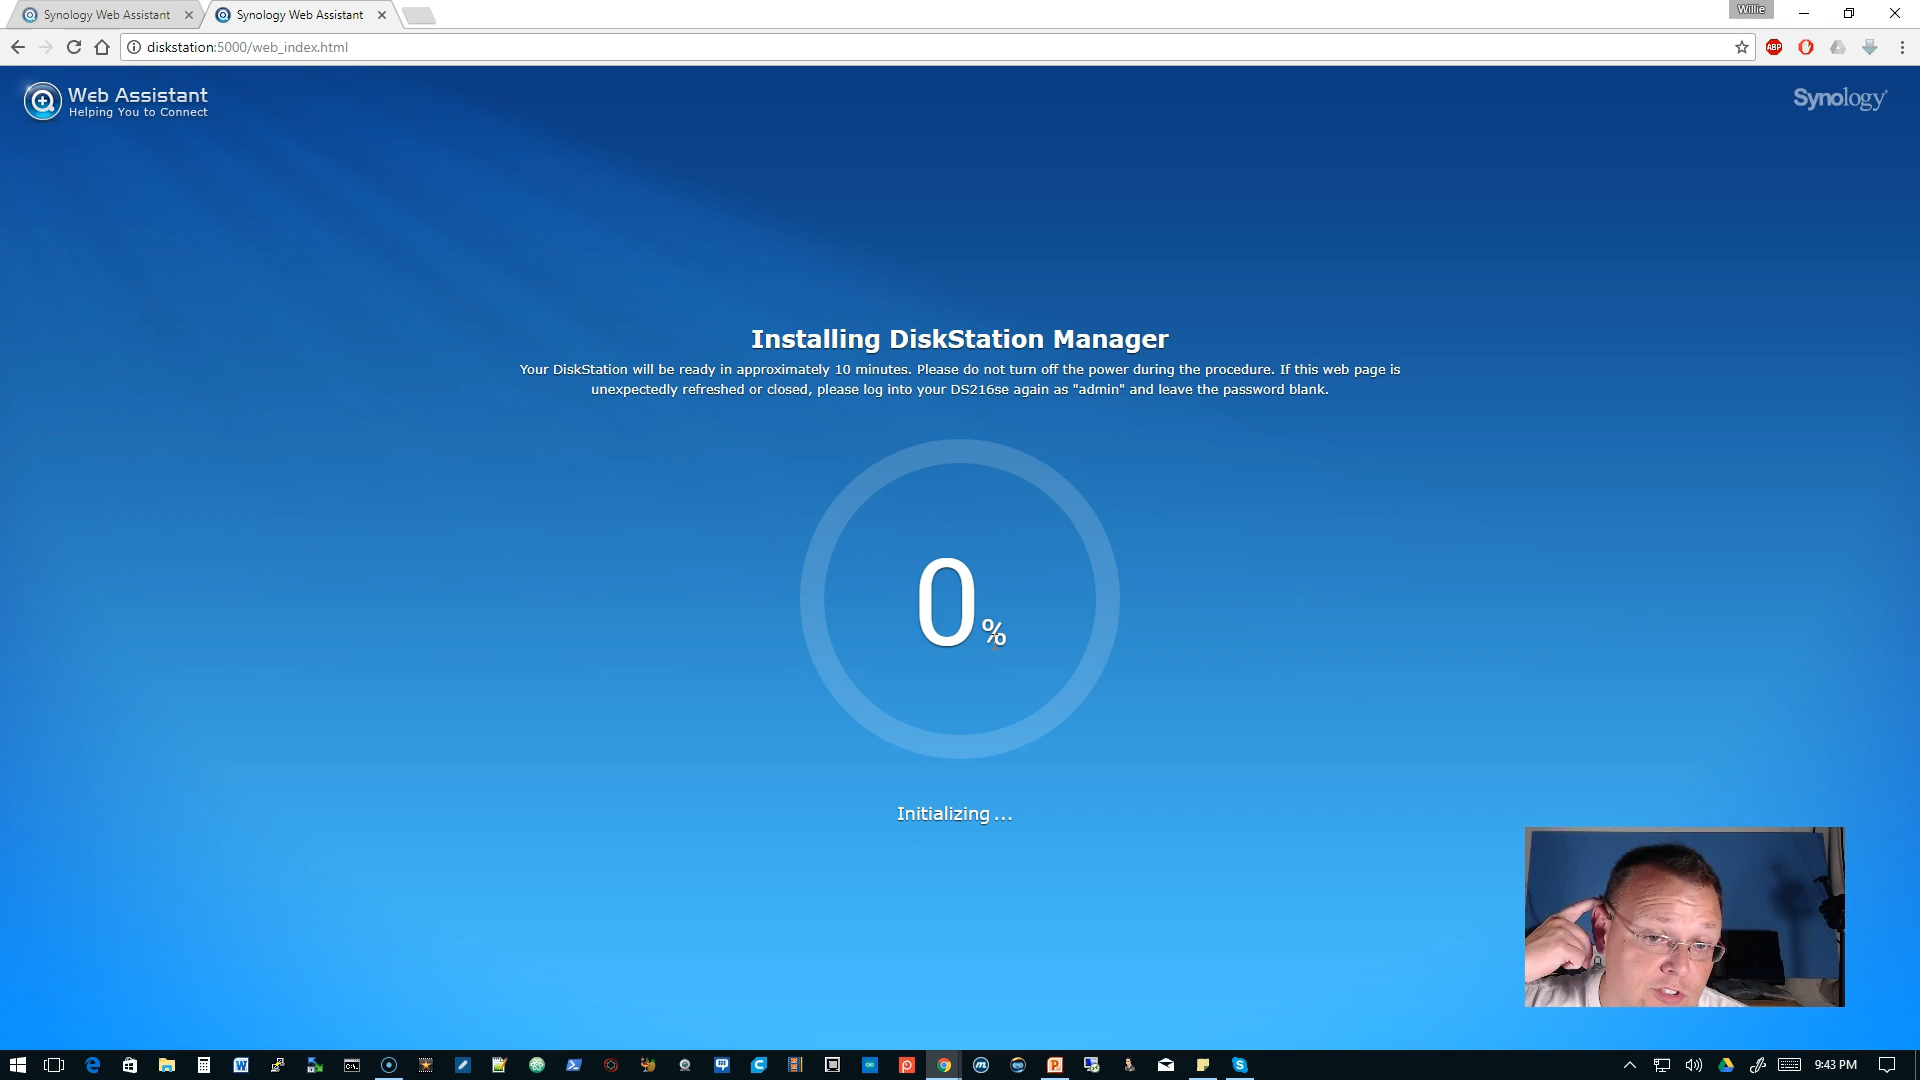 Synology Web Assistant
Synology Web Assistant
Willie
diskstation:5000/web_index.html
ABP
Web Assistant
Helping You to Connect
Synology
Installing DiskStation Manager
Your DiskStation will be ready in approximately 10 minutes. Please do not turn off the power during the procedure. If this web page is
unexpectedly refreshed or closed, please log into your DS216se again as "admin" and leave the password blank.
0%
Initializing ...
9:43 PM